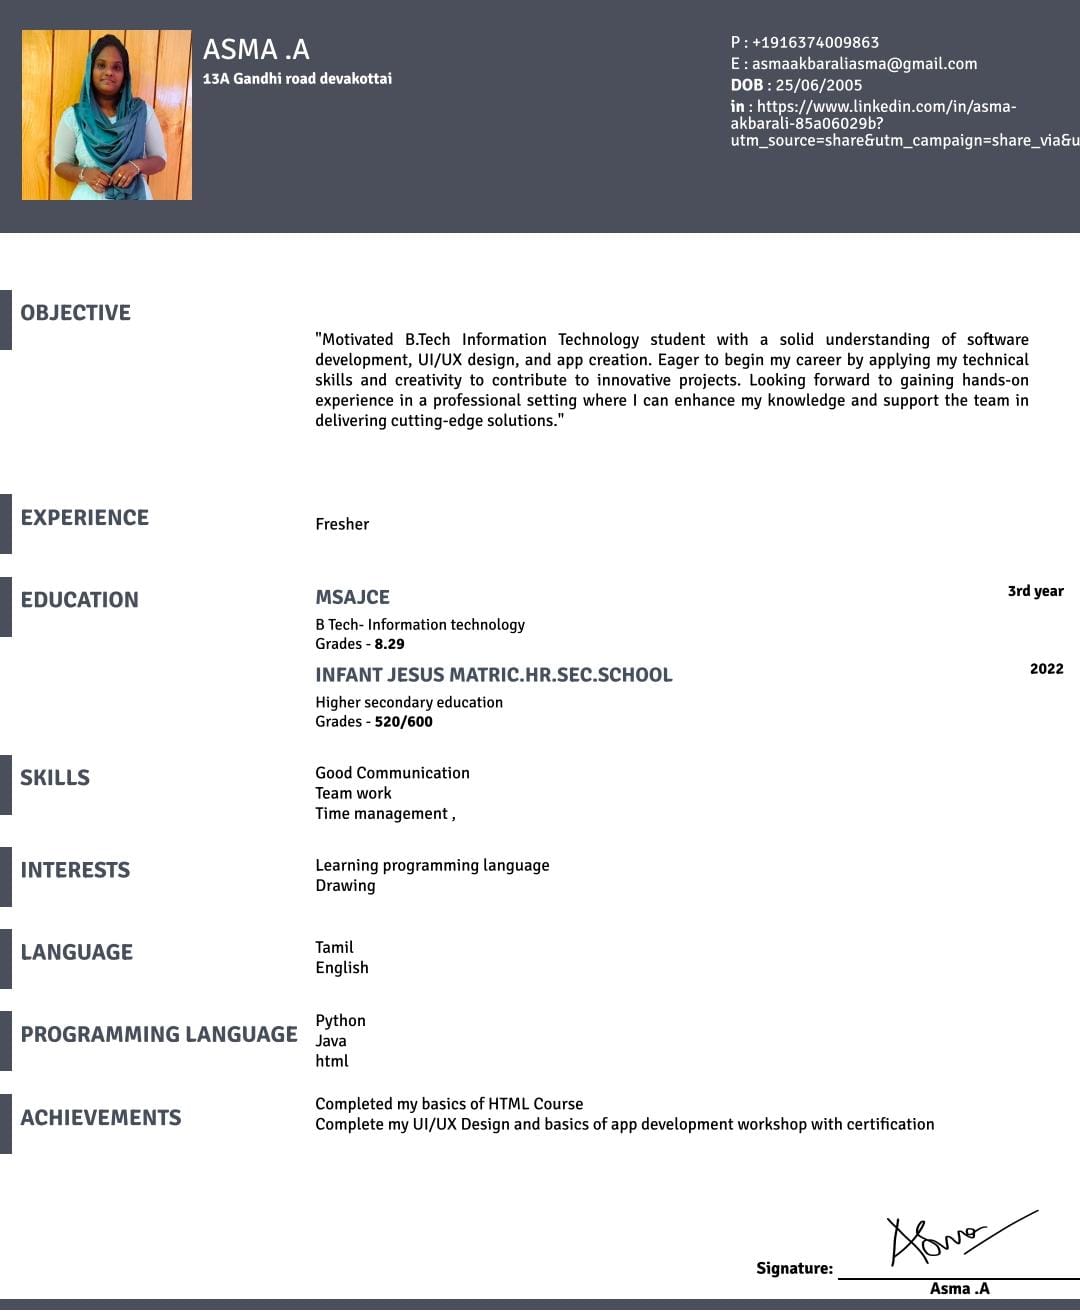 ASMA .A
13A Gandhi road devakottai
P : +1916374009863
E : asmaakbaraliasma@gmail.com
DOB : 25/06/2005
in : https://www.linkedin.com/in/asma-
akbarali-85a06029b?
utm_source=share&utm_campaign=share_via&u
OBJECTIVE
"Motivated B.Tech Information Technology student with a solid understanding of software
development, UI/UX design, and app creation. Eager to begin my career by applying my technical
skills and creativity to contribute to innovative projects. Looking forward to gaining hands-on
experience in a professional setting where I can enhance my knowledge and support the team in
delivering cutting-edge solutions."
EXPERIENCE
Fresher
EDUCATION
MSAJCE
3rd year
B Tech- Information technology
Grades - 8.29
INFANT JESUS MATRIC.HR.SEC.SCHOOL
2022
Higher secondary education
Grades - 520/600
SKILLS
Good Communication
Team work
Time management ,
INTERESTS
Learning programming language
Drawing
LANGUAGE
Tamil
English
PROGRAMMING LANGUAGE
Python
Java
html
ACHIEVEMENTS
Completed my basics of HTML Course
Complete my UI/UX Design and basics of app development workshop with certification
Asma
Signature:
Asma .A